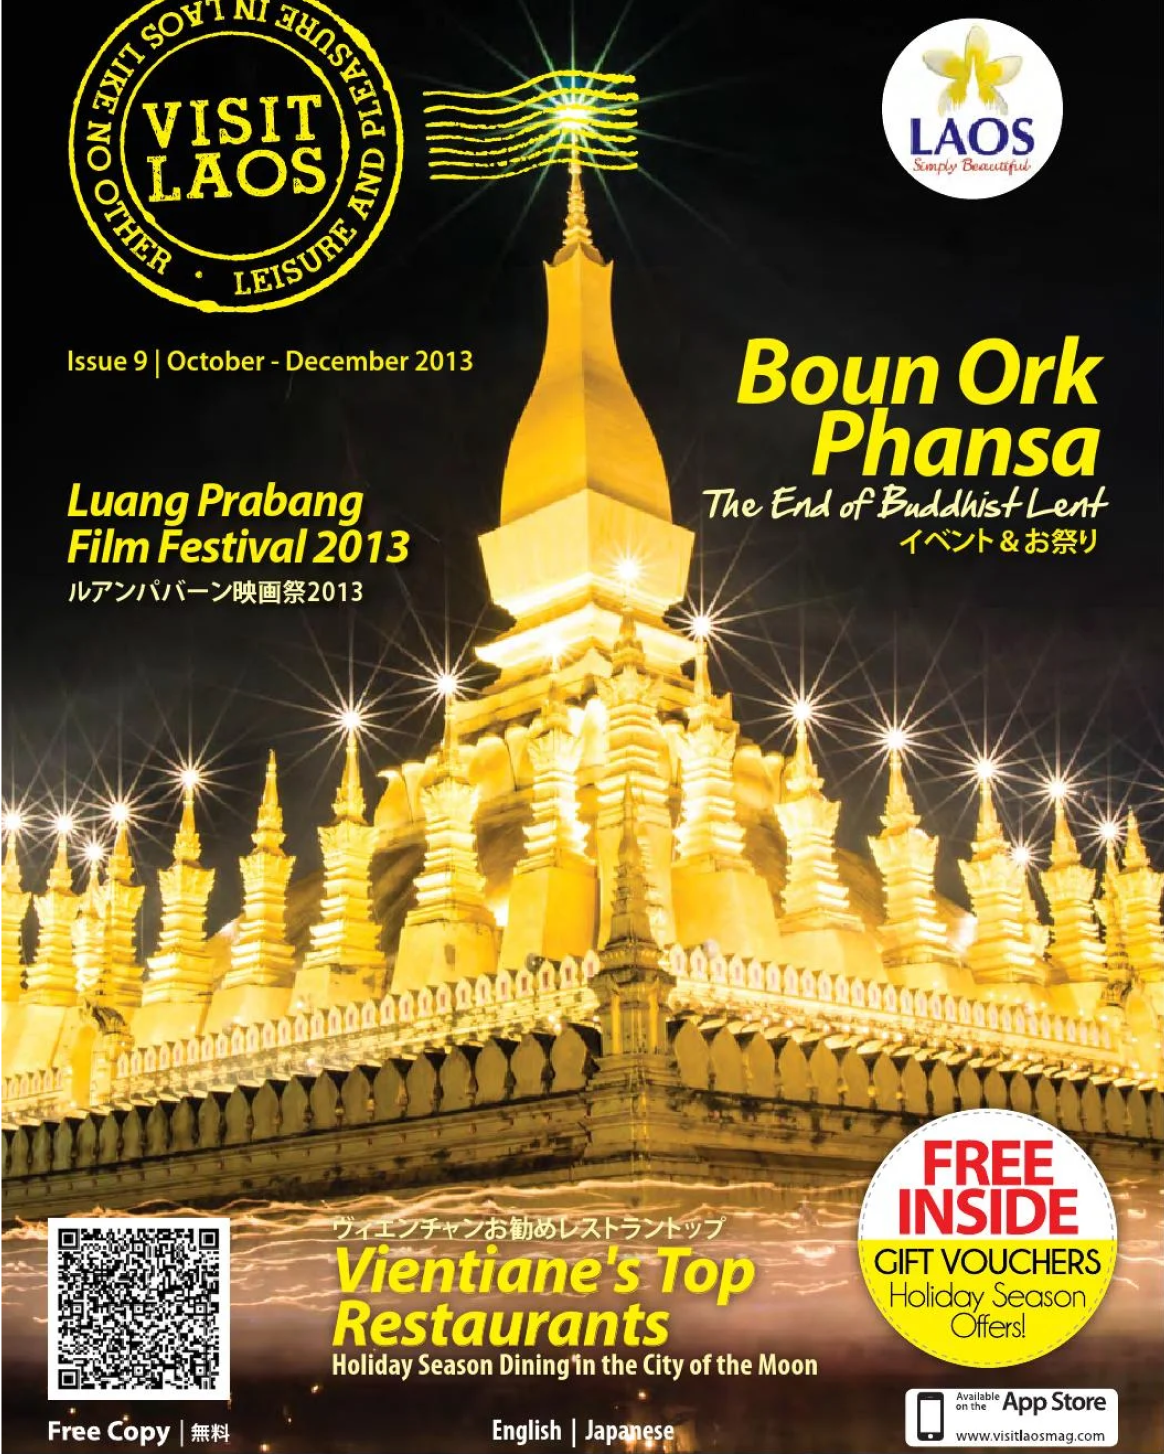 LEISURE AND PLEASURE IN LAOS LIKE NO OTHER •
VISIT
LAOS
LAOS
Simply Beautiful
Issue 9 | October - December 2013
Boun Ork
Phansa
The End of Buddhist Lent
イベント & お祭り
Luang Prabang
Film Festival 2013
ルアンパバーン映画祭2013
ヴィエンチャンお勧めレストラントップ
Vientiane's Top
Restaurants
Holiday Season Dining in the City of the Moon
FREE
INSIDE
GIFT VOUCHERS
Holiday Season
Offers!
Free Copy | 無料
English | Japanese
Available
on the App Store
www.visitlaosmag.com